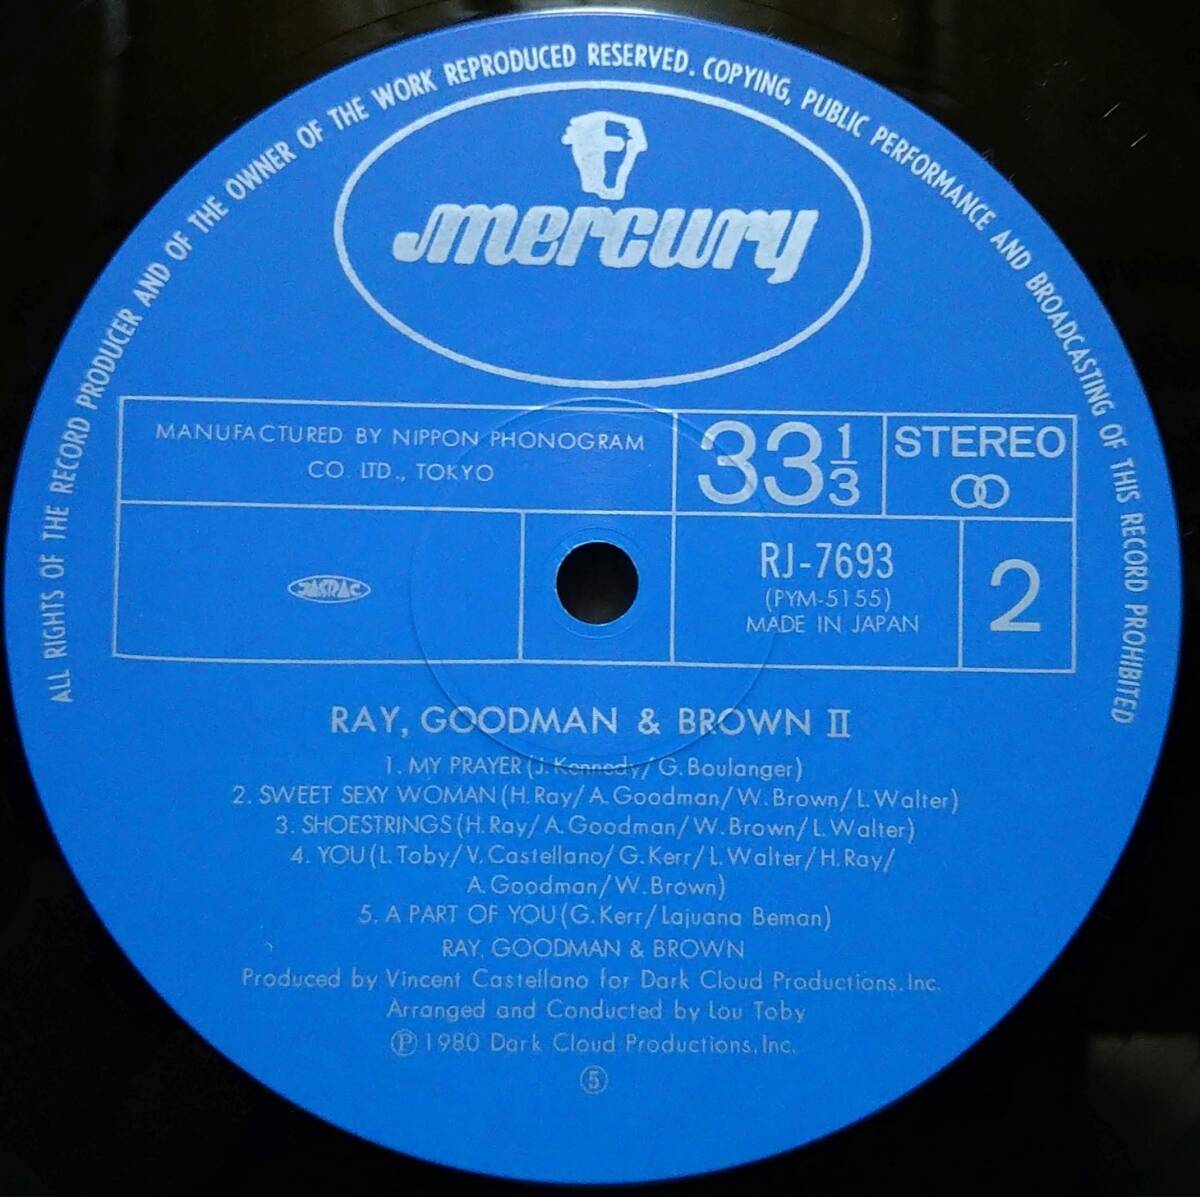 ALL RIGHTS OF THE RECORD PRODUCER AND OF THE OWNER OF THE WORK REPRODUCED RESERVED. COPYING, PUBLIC PERFORMANCE AND BROADCASTING OF THIS RECORD PROHIBITED
mercury
MANUFACTURED BY NIPPON PHONOGRAM
CO. LTD., TOKYO
33 1/3
STEREO
JASRAC
RJ-7693
(PYM-5155)
MADE IN JAPAN
2
RAY, GOODMAN & BROWN II
1. MY PRAYER (J. Kennedy/G. Boulanger)
2. SWEET SEXY WOMAN (H. Ray/A. Goodman/W. Brown/L. Walter)
3. SHOESTRINGS (H. Ray/A. Goodman/W. Brown/L. Walter)
4. YOU (L. Toby/V. Castellano/G. Kerr/L. Walter/H. Ray/
A. Goodman/W. Brown)
5. A PART OF YOU (G. Kerr/Lajuana Beman)
RAY, GOODMAN & BROWN
Produced by Vincent Castellano for Dark Cloud Productions, Inc.
Arranged and Conducted by Lou Toby
Ⓟ 1980 Dark Cloud Productions, Inc.
⑤